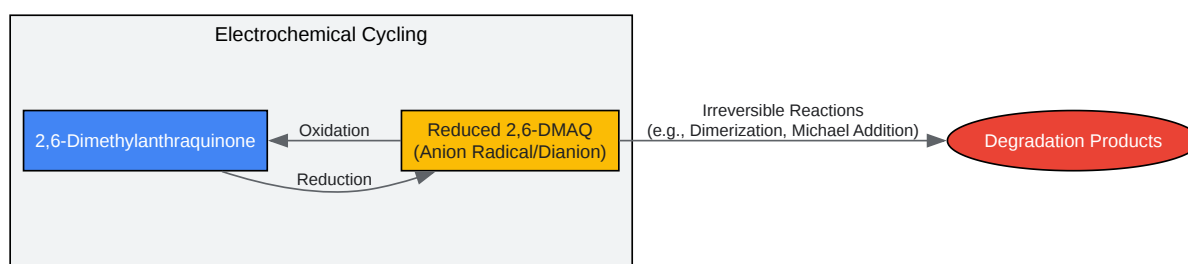 Electrochemical Cycling
2,6-Dimethylanthraquinone
Oxidation
Reduction
Reduced 2,6-DMAQ
(Anion Radical/Dianion)
Irreversible Reactions
(e.g., Dimerization, Michael Addition)
Degradation Products